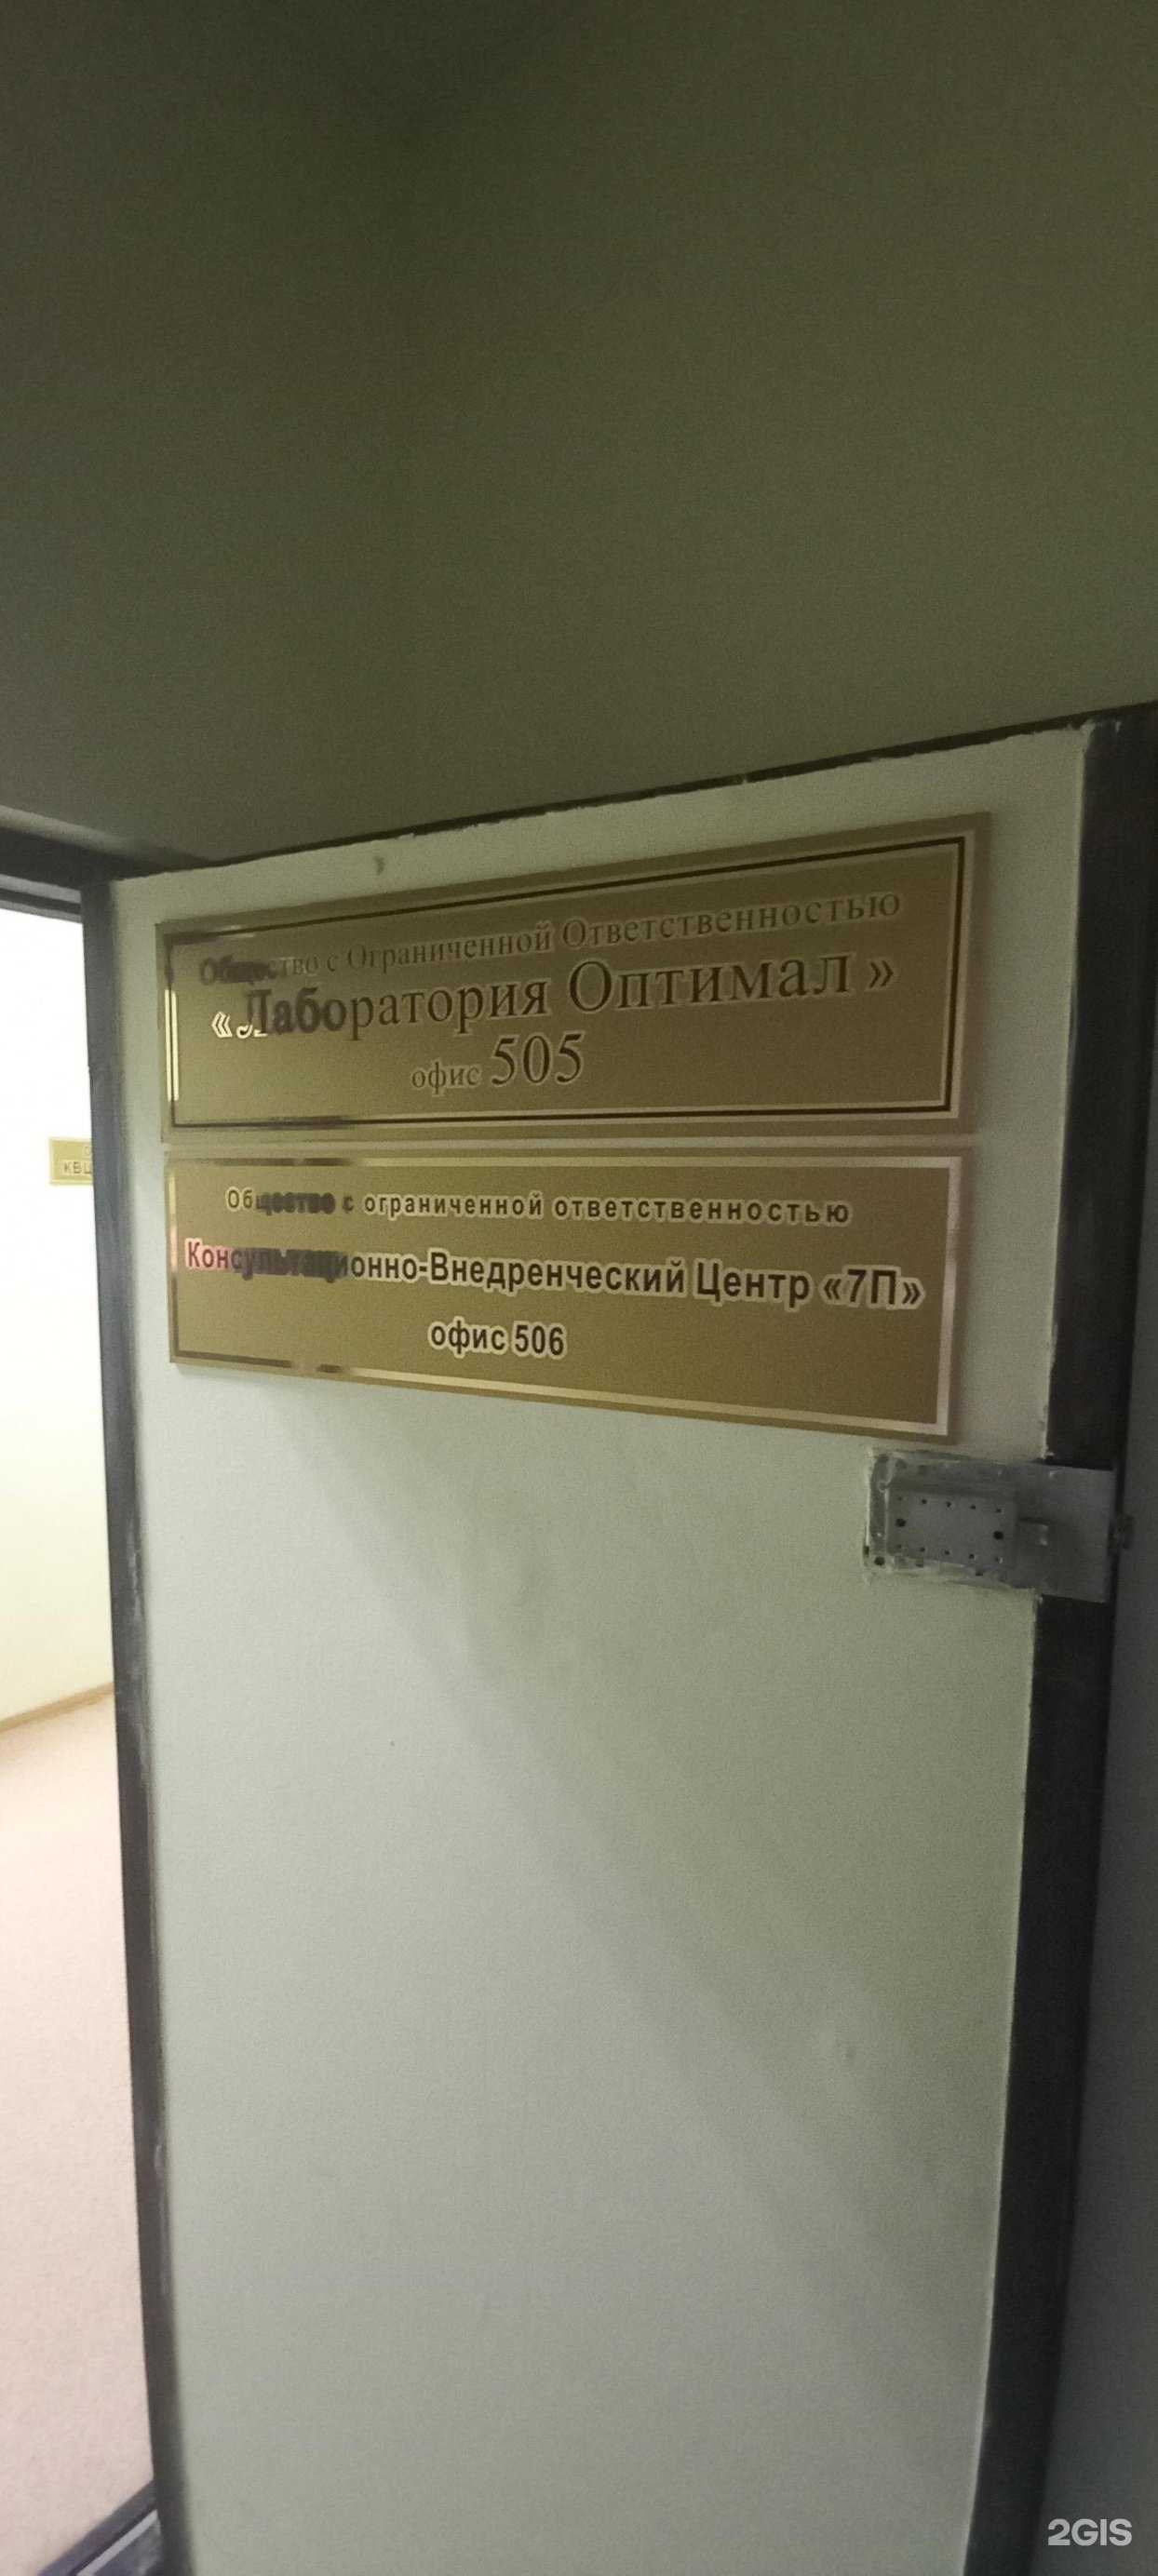 Общество с Ограниченной Ответственностью
«Лаборатория Оптимал»
офис 505
Общество с ограниченной ответственностью
Консультационно-Внедренческий Центр «7П»
офис 506
2GIS